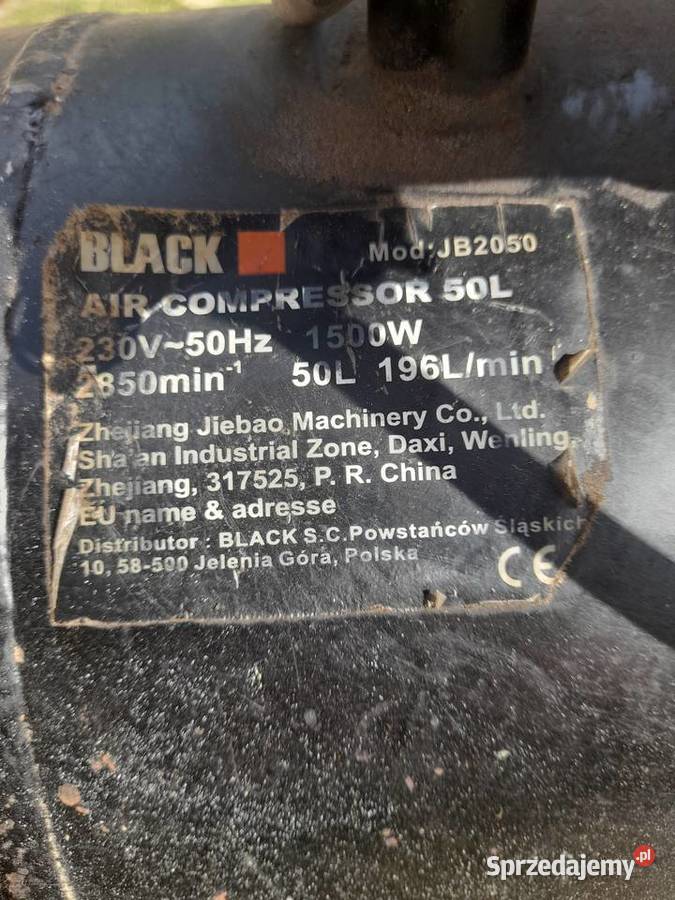 BLACK
Mod:JB2050
AIR COMPRESSOR 50L
230V~50Hz 1500W
2850min-1 50L 196L/min
Zhejiang Jiebao Machinery Co., Ltd.
Sha'an Industrial Zone, Daxi, Wenling,
Zhejiang, 317525, P. R. China
EU name & adresse
Distributor : BLACK S.C.Powstańców Śląskich
10, 58-500 Jelenia Góra, Polska
CE
Sprzedajemy.pl